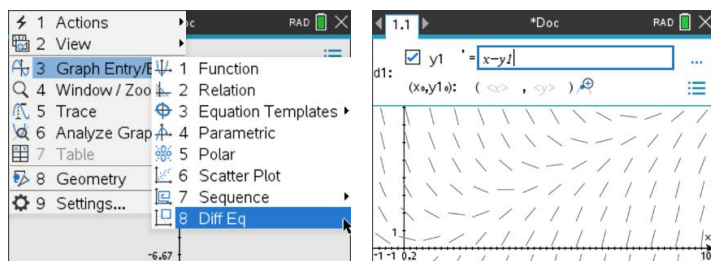 1 Actions
2 View
3 Graph Entry/E
4 Window / Zoo
5 Trace
6 Analyze Grap
7 Table
8 Geometry
9 Settings...
oc
RAD
1 Function
2 Relation
3 Equation Templates
4 Parametric
5 Polar
6 Scatter Plot
7 Sequence
8 Diff Eq
-6.67
1.1
*Doc
RAD
d1:
y1 '= x-y1
...
(x₀,y1₀): ( <x> , <y> )
1
x
-1 -1 0.2
10